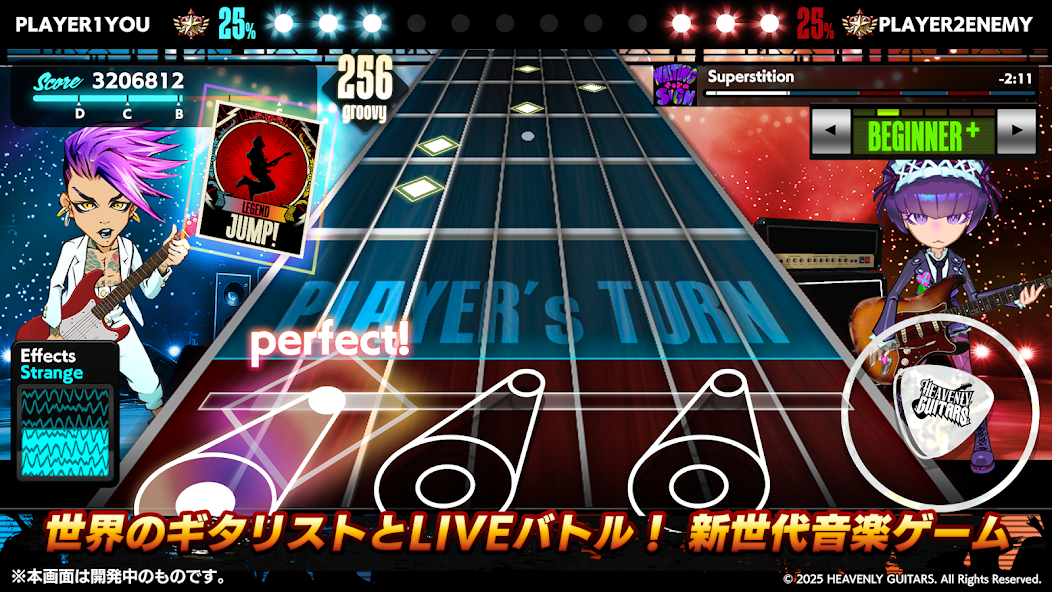 PLAYER1YOU
25%
25%
PLAYER2ENEMY
Score 3206812
D C B
256
groovy
WAITING
FOR A
SIGN
Superstition
-2:11
BEGINNER+
LEGEND
JUMP!
PLAYER's TURN
perfect!
Effects
Strange
HEAVENLY
GUITARS
世界のギタリストとLIVEバトル！ 新世代音楽ゲーム
※本画面は開発中のものです。
© 2025 HEAVENLY GUITARS. All Rights Reserved.